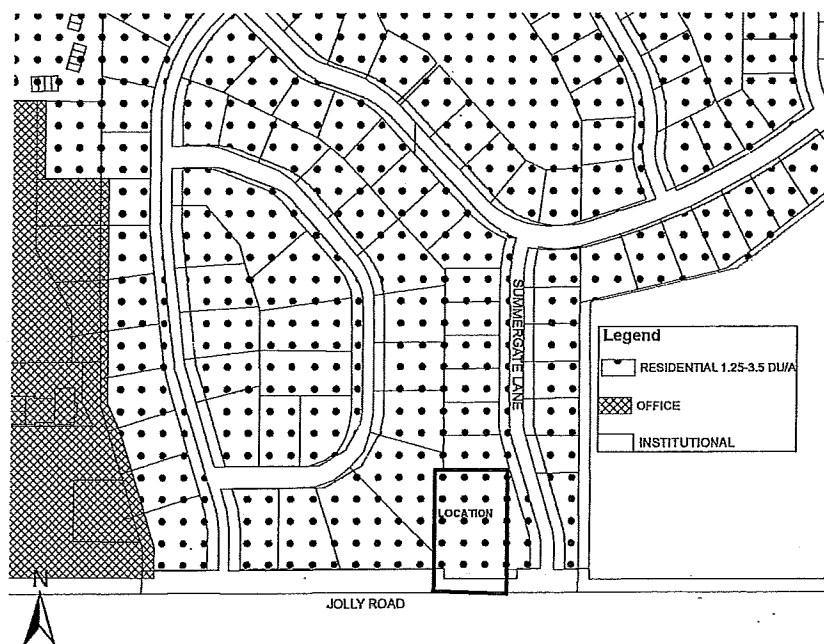 SUMMERGATE LANE
Legend
RESIDENTIAL 1.25-3.5 DU/A
OFFICE
INSTITUTIONAL
LOCATION
N
JOLLY ROAD